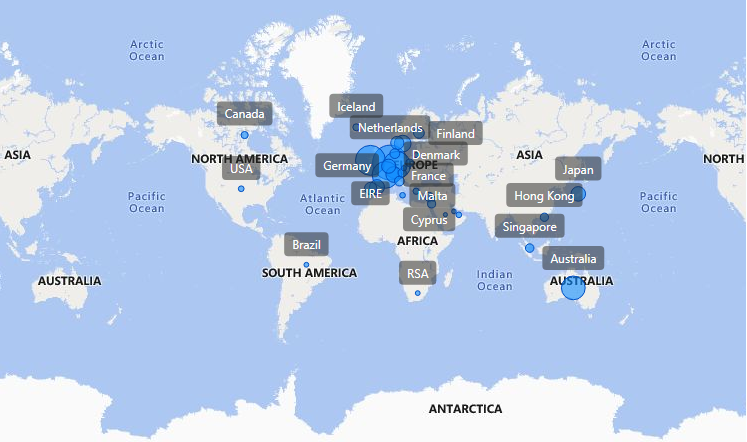 Arctic
Ocean
Arctic
Ocean
Iceland
Canada
Netherlands
Finland
ASIA
NORTH AMERICA
Denmark
ASIA
NORTH
USA
Germany
OPE
Japan
France
EIRE
Malta
Hong Kong
Pacific
Ocean
Atlantic
Ocean
Pacific
Ocean
Cyprus
Singapore
Brazil
AFRICA
Australia
SOUTH AMERICA
RSA
Indian
Ocean
AUSTRALIA
AUSTRALIA
ANTARCTICA